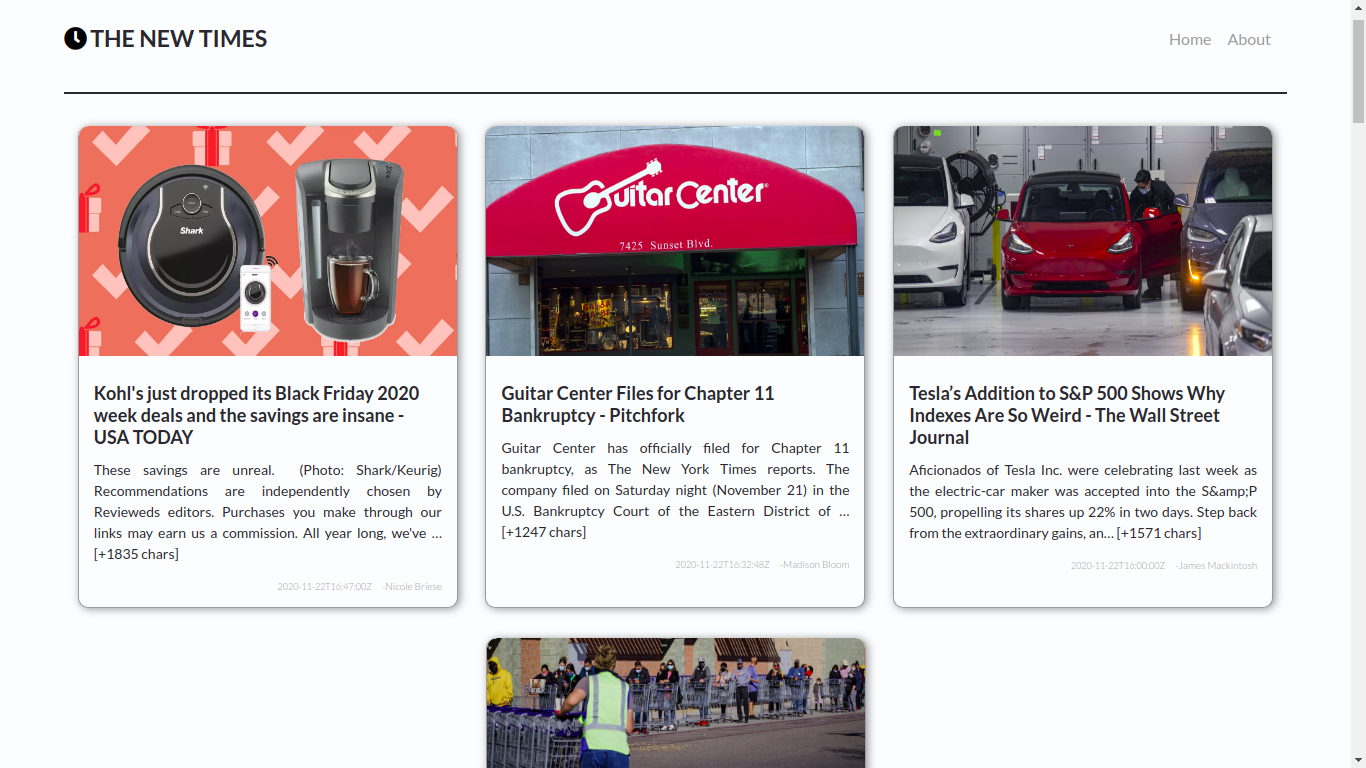 THE NEW TIMES
Home About
Shark
Guitar Center
7425 Sunset Blvd.
Kohl's just dropped its Black Friday 2020
week deals and the savings are insane -
USA TODAY
These savings are unreal. (Photo: Shark/Keurig)
Recommendations are independently chosen by
Revieweds editors. Purchases you make through our
links may earn us a commission. All year long, we've …
[+1835 chars]
2020-11-22T16:47:00Z -Nicole Briese
Guitar Center Files for Chapter 11
Bankruptcy - Pitchfork
Guitar Center has officially filed for Chapter 11
bankruptcy, as The New York Times reports. The
company filed on Saturday night (November 21) in the
U.S. Bankruptcy Court of the Eastern District of …
[+1247 chars]
2020-11-22T16:32:48Z -Madison Bloom
Tesla’s Addition to S&P 500 Shows Why
Indexes Are So Weird - The Wall Street
Journal
Aficionados of Tesla Inc. were celebrating last week as
the electric-car maker was accepted into the S&amp;P
500, propelling its shares up 22% in two days. Step back
from the extraordinary gains, an… [+1571 chars]
2020-11-22T16:00:00Z -James Mackintosh